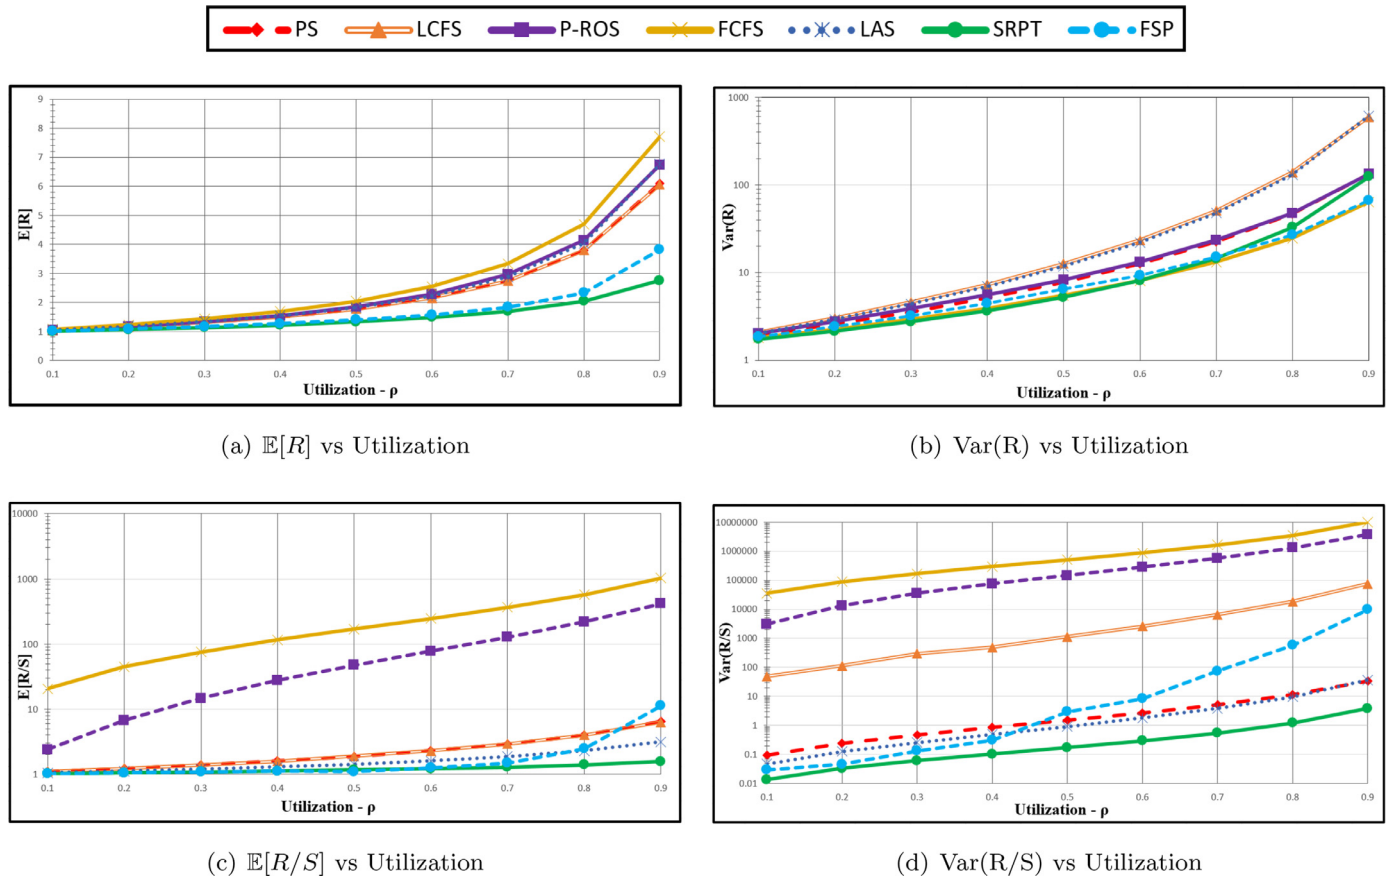 PS LCFS P-ROS FCFS LAS SRPT FSP
9
8
7
6
5
4
3
2
1
0
E[R]
0.1 0.2 0.3 0.4 0.5 0.6 0.7 0.8 0.9
Utilization - ρ
(a) 𝔼[R] vs Utilization
1000
100
10
1
Var(R)
0.1 0.2 0.3 0.4 0.5 0.6 0.7 0.8 0.9
Utilization - ρ
(b) Var(R) vs Utilization
10000
1000
100
10
1
E[R/S]
0.1 0.2 0.3 0.4 0.5 0.6 0.7 0.8 0.9
Utilization - ρ
(c) 𝔼[R/S] vs Utilization
10000000
1000000
100000
10000
1000
100
10
1
0.1
0.01
Var(R/S)
0.1 0.2 0.3 0.4 0.5 0.6 0.7 0.8 0.9
Utilization - ρ
(d) Var(R/S) vs Utilization